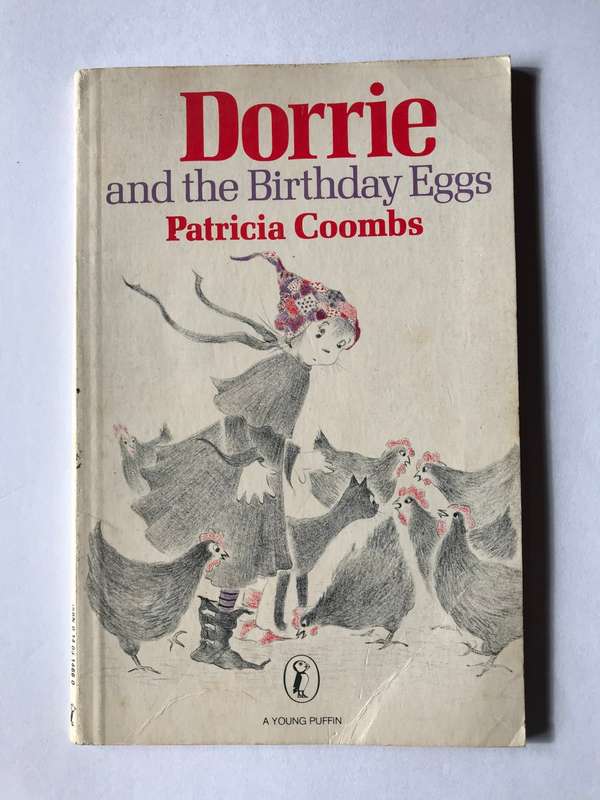 Dorrie
and the Birthday Eggs
Patricia Coombs
A YOUNG PUFFIN